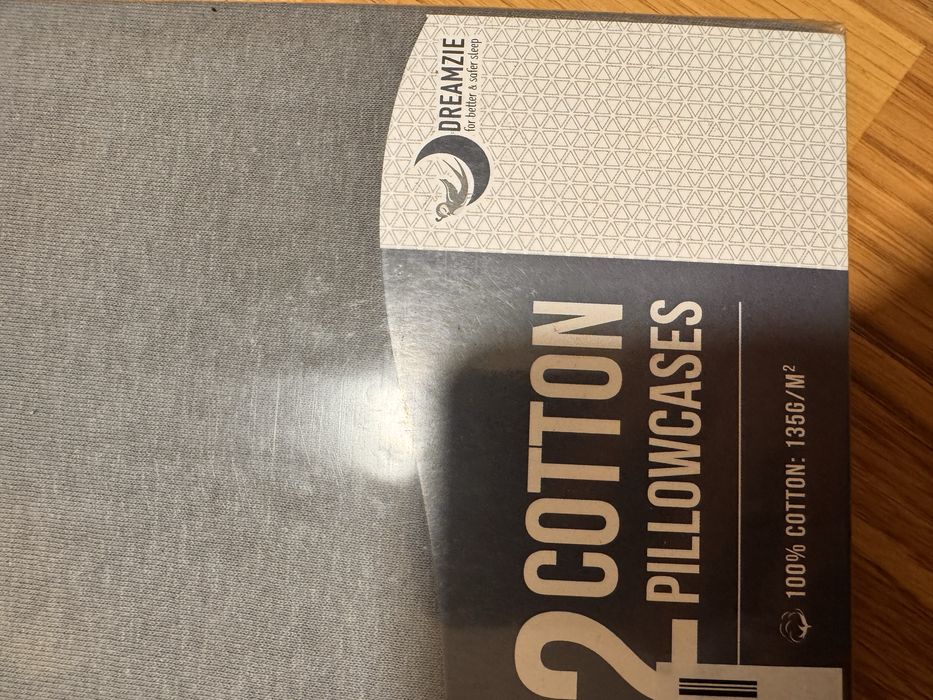 DREAMZIE
for better & safer sleep
2 COTTON
PILLOWCASES
100% COTTON: 135G/M²